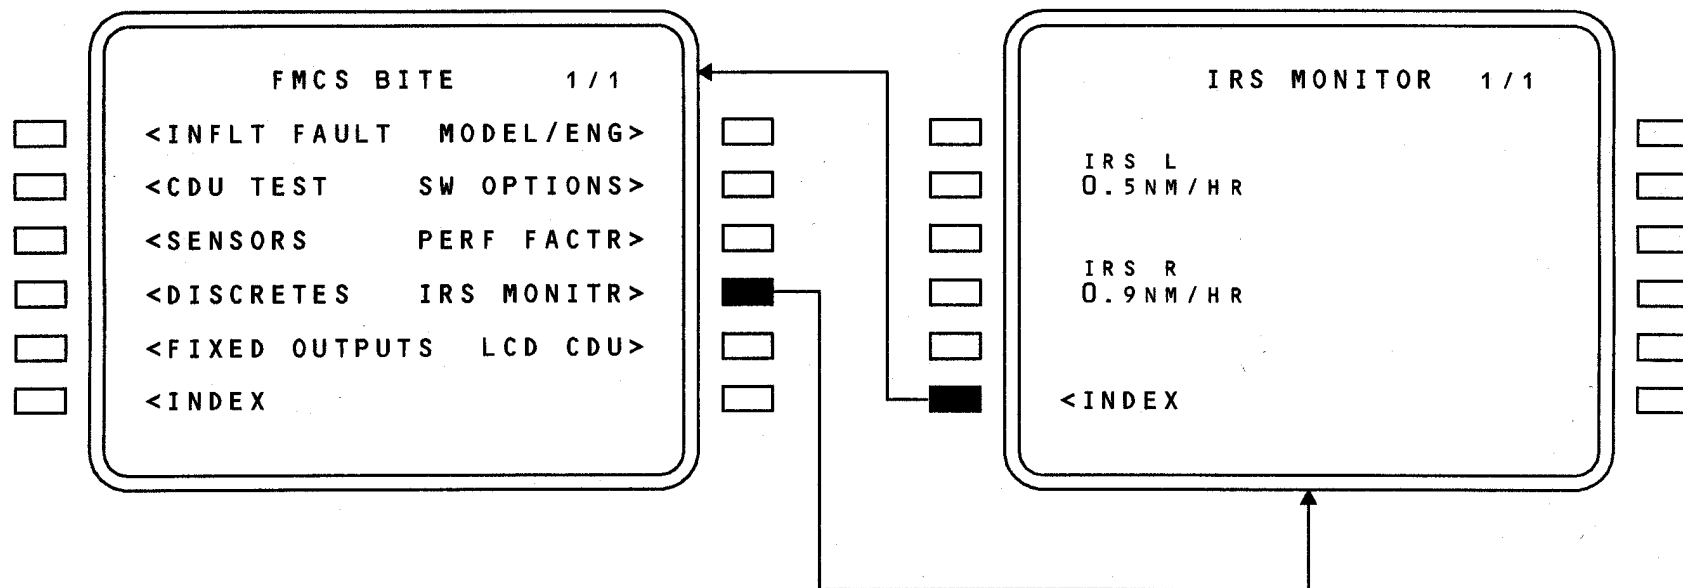 FMCS BITE 1/1
<INFLT FAULT MODEL/ENG>
<CDU TEST SW OPTIONS>
<SENSORS PERF FACTR>
<DISCRETES IRS MONITR>
<FIXED OUTPUTS LCD CDU>
<INDEX
IRS MONITOR 1/1
IRS L
0.5NM/HR
IRS R
0.9NM/HR
<INDEX